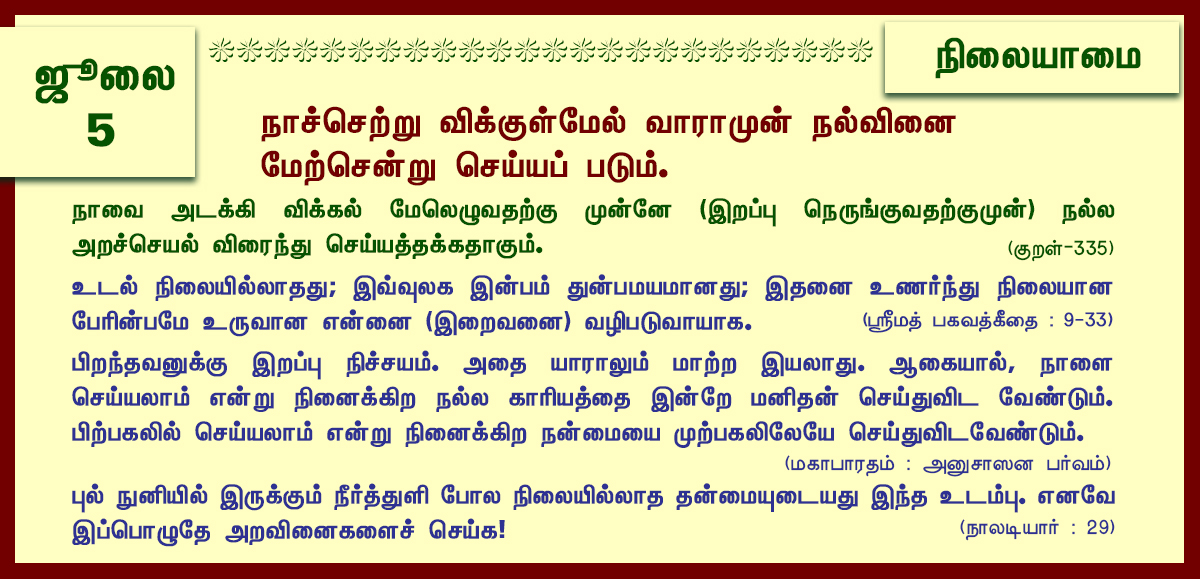 ஜூலை
5
நிலையாமை
நாச்செற்று விக்குள்மேல் வாராமுன் நல்வினை
மேற்சென்று செய்யப் படும்.
நாவை அடக்கி விக்கல் மேலெழுவதற்கு முன்னே (இறப்பு நெருங்குவதற்குமுன்) நல்ல
அறச்செயல் விரைந்து செய்யத்தக்கதாகும். (குறள்-335)
உடல் நிலையில்லாதது; இவ்வுலக இன்பம் துன்பமயமானது; இதனை உணர்ந்து நிலையான
பேரின்பமே உருவான என்னை (இறைவனை) வழிபடுவாயாக. (ஸ்ரீமத் பகவத்கீதை : 9-33)
பிறந்தவனுக்கு இறப்பு நிச்சயம். அதை யாராலும் மாற்ற இயலாது. ஆகையால், நாளை
செய்யலாம் என்று நினைக்கிற நல்ல காரியத்தை இன்றே மனிதன் செய்துவிட வேண்டும்.
பிற்பகலில் செய்யலாம் என்று நினைக்கிற நன்மையை முற்பகலிலேயே செய்துவிடவேண்டும்.
(மகாபாரதம் : அனுசாஸன பர்வம்)
புல் நுனியில் இருக்கும் நீர்த்துளி போல நிலையில்லாத தன்மையுடையது இந்த உடம்பு. எனவே
இப்பொழுதே அறவினைகளைச் செய்க! (நாலடியார் : 29)